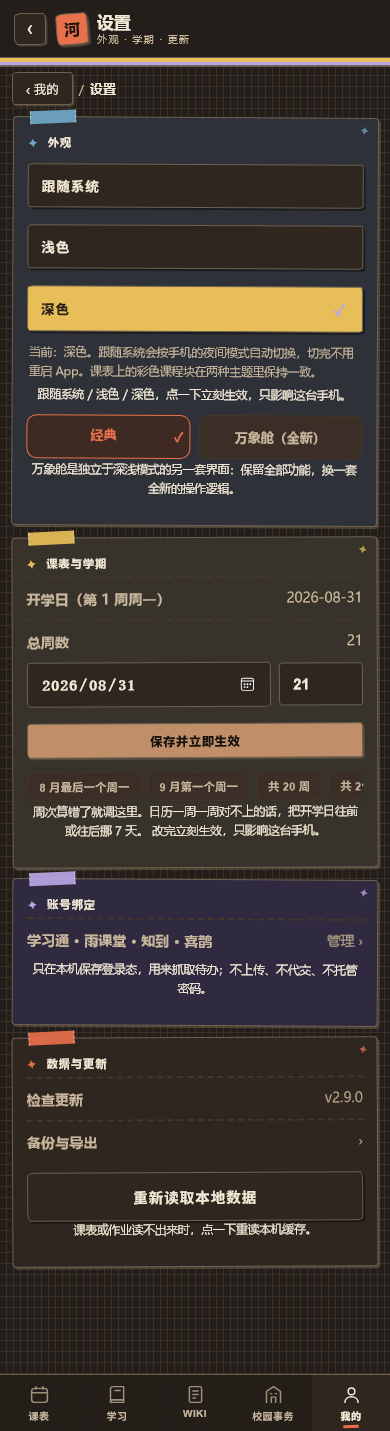 ‹ 河 设置
外观 · 学期 · 更新
‹ 我的 / 设置
外观
跟随系统
浅色
深色 ✓
当前：深色。跟随系统会按手机的夜间模式自动切换，切完不用
重启 App。课表上的彩色课程块在两种主题里保持一致。
跟随系统 / 浅色 / 深色，点一下立刻生效，只影响这台手机。
经典 ✓ 万象舱（全新）
万象舱是独立于深浅模式的另一套界面：保留全部功能，换一套
全新的操作逻辑。
课表与学期
开学日（第 1 周周一） 2026-08-31
总周数 21
2026/08/31 21
保存并立即生效
8 月最后一个周一 9 月第一个周一 共 20 周 共 2
周次算错了就调这里。日历一周一周对不上的话，把开学日往前
或往后挪 7 天。 改完立刻生效，只影响这台手机。
账号绑定
学习通 · 雨课堂 · 知到 · 喜鹊 管理 ›
只在本机保存登录态，用来抓取待办；不上传、不代交、不托管
密码。
数据与更新
检查更新 v2.9.0
备份与导出 ›
重新读取本地数据
课表或作业读不出来时，点一下重读本机缓存。
课表 学习 WIKI 校园事务 我的